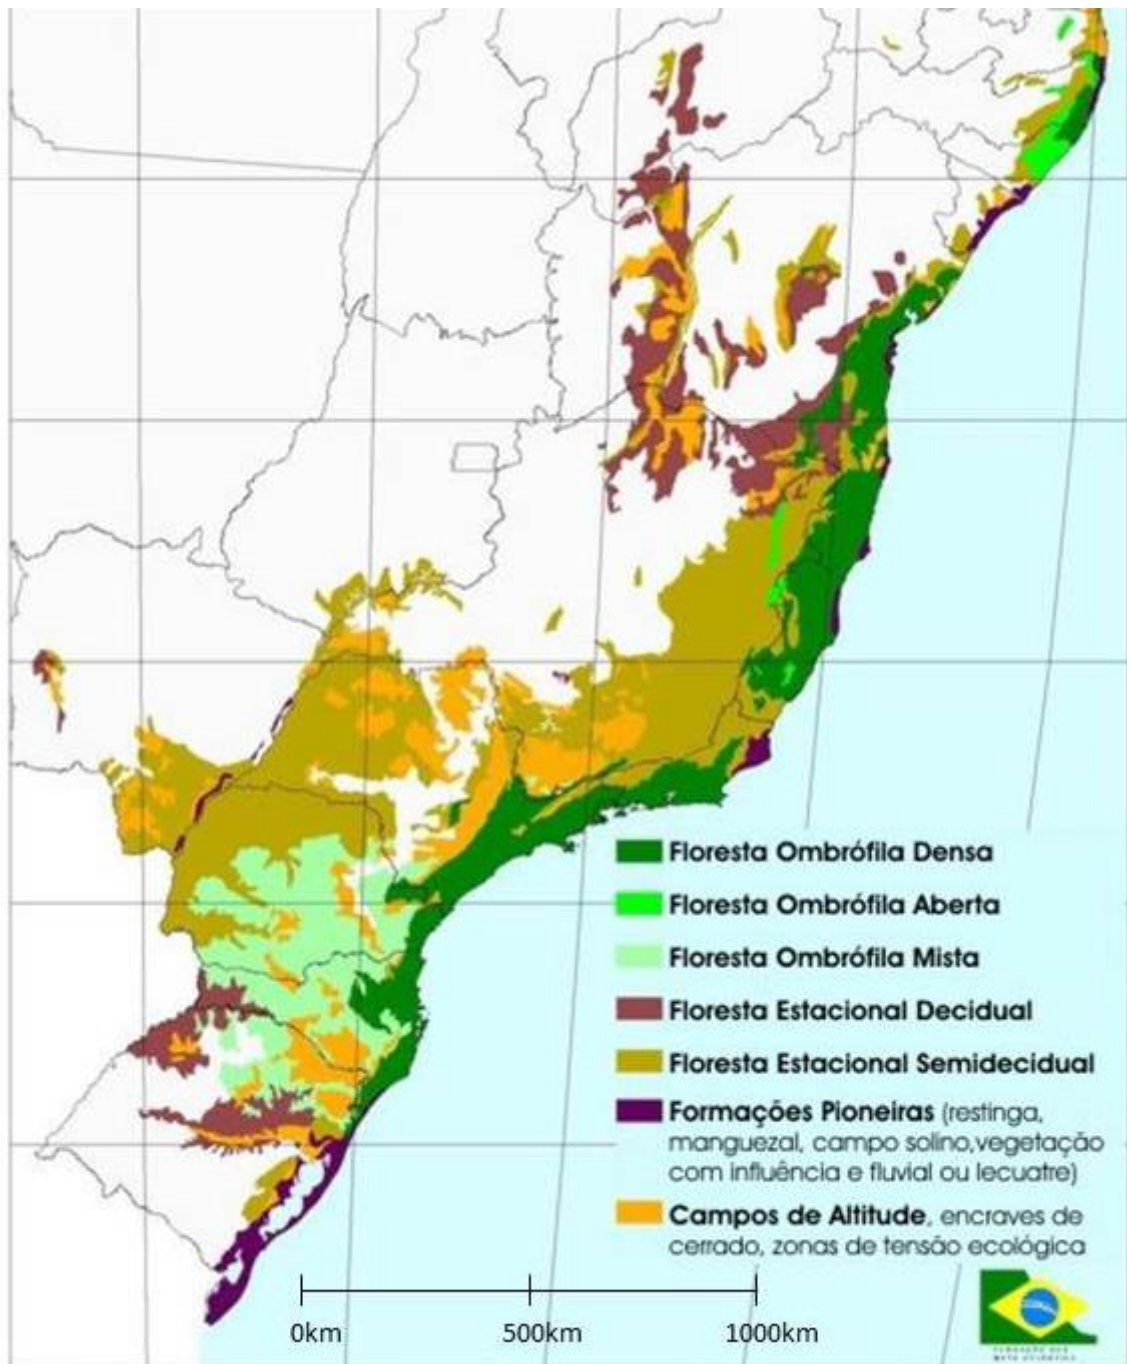 Floresta Ombrófila Densa
Floresta Ombrófila Aberta
Floresta Ombrófila Mista
Floresta Estacional Decidual
Floresta Estacional Semidecidual
Formações Pioneiras (restinga,
manguezal, campo solino,vegetação
com influência e fluvial ou lecuatre)
Campos de Altitude, encraves de
cerrado, zonas de tensão ecológica
0km 500km 1000km